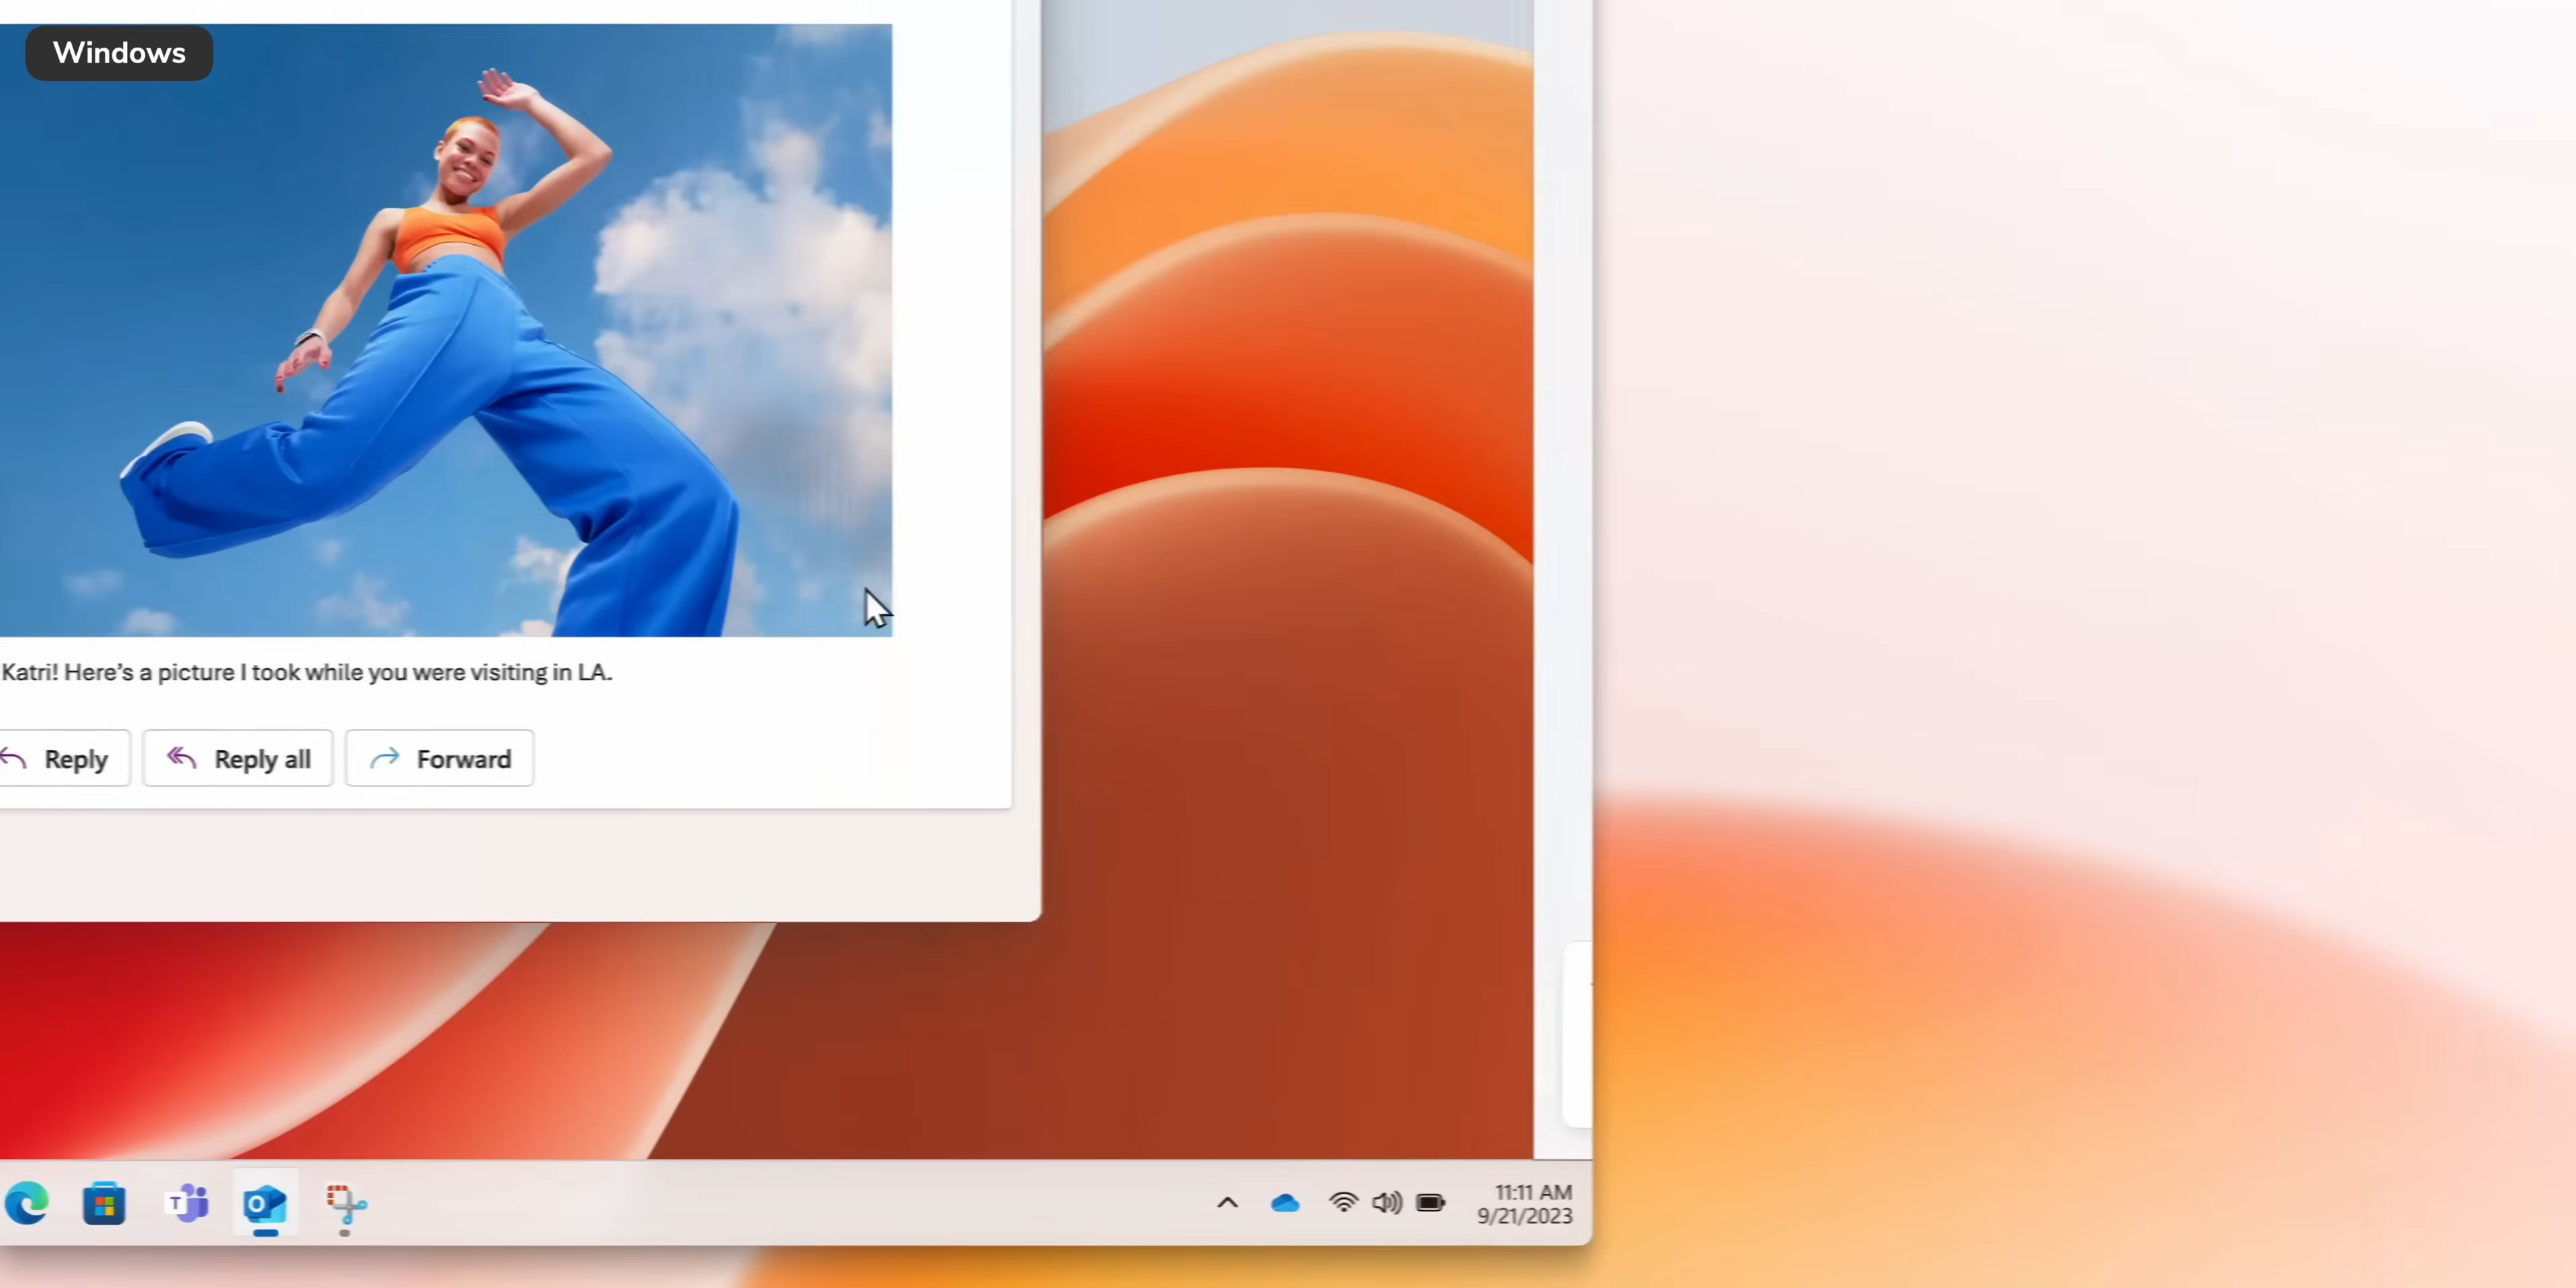 Windows
Katri! Here's a picture I took while you were visiting in LA.
Reply
Reply all
Forward
11:11 AM
9/21/2023